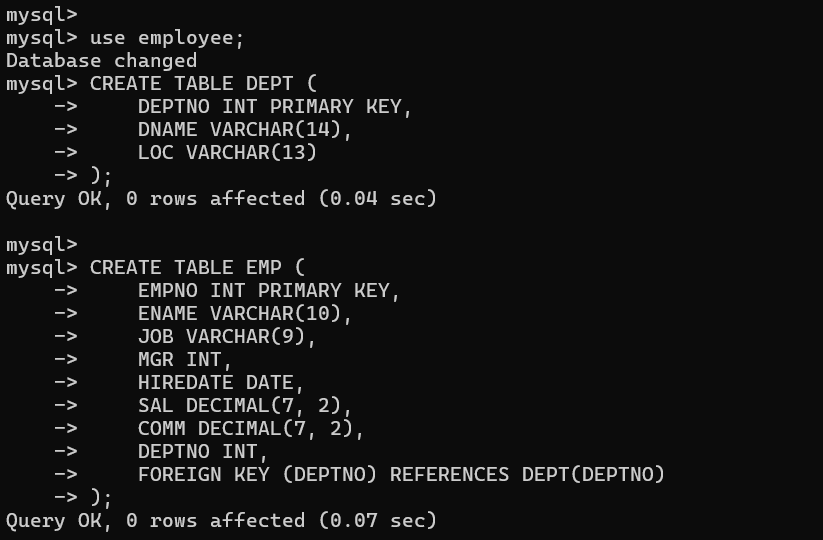 mysql>
mysql> use employee;
Database changed
mysql> CREATE TABLE DEPT (
    ->     DEPTNO INT PRIMARY KEY,
    ->     DNAME VARCHAR(14),
    ->     LOC VARCHAR(13)
    -> );
Query OK, 0 rows affected (0.04 sec)

mysql>
mysql> CREATE TABLE EMP (
    ->     EMPNO INT PRIMARY KEY,
    ->     ENAME VARCHAR(10),
    ->     JOB VARCHAR(9),
    ->     MGR INT,
    ->     HIREDATE DATE,
    ->     SAL DECIMAL(7, 2),
    ->     COMM DECIMAL(7, 2),
    ->     DEPTNO INT,
    ->     FOREIGN KEY (DEPTNO) REFERENCES DEPT(DEPTNO)
    -> );
Query OK, 0 rows affected (0.07 sec)